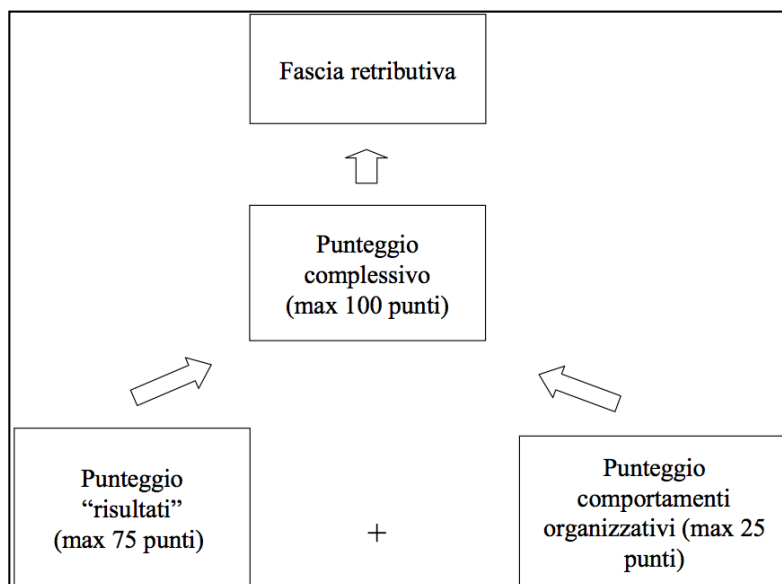 Fascia retributiva
Punteggio
complessivo
(max 100 punti)
Punteggio
“risultati”
(max 75 punti)
+
Punteggio
comportamenti
organizzativi (max 25
punti)